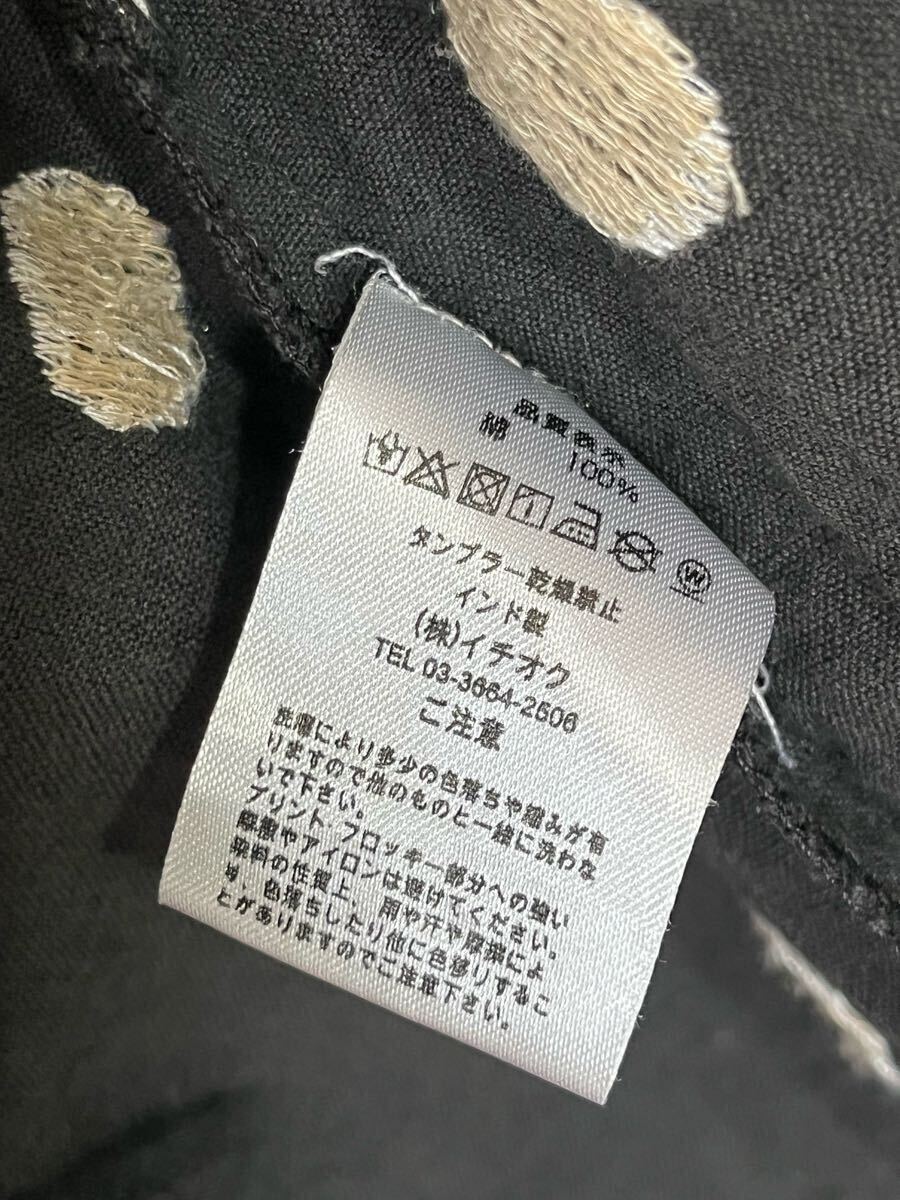 品質表示
綿 100%
タンブラー乾燥禁止
インド製
(株)イチオク
TEL 03-3664-2506
ご注意
洗濯により多少の色落ちや縮みが有
りますので他のものと一緒に洗わな
いで下さい。
プリント・フロッキー部分への強い
摩擦やアイロンは避けてください。
染料の性質上、雨や汗や摩擦によ
り、色落ちしたり他に色移りするこ
とがありますのでご注意下さい。